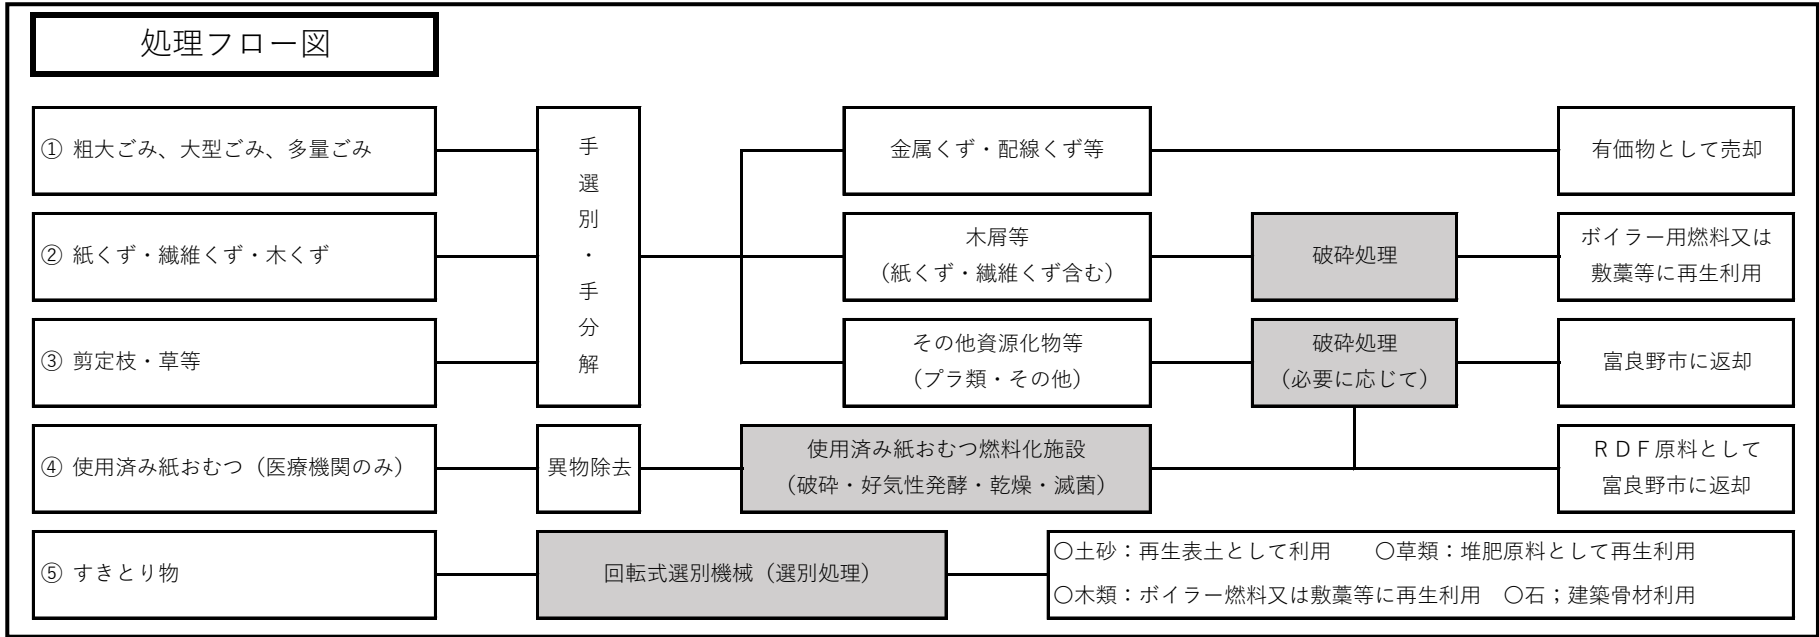 処理フロー図
① 粗大ごみ、大型ごみ、多量ごみ
手選別・手分解
金属くず・配線くず等
有価物として売却
② 紙くず・繊維くず・木くず
木屑等
（紙くず・繊維くず含む）
破砕処理
ボイラー用燃料又は
敷藁等に再生利用
③ 剪定枝・草等
その他資源化物等
（プラ類・その他）
破砕処理
（必要に応じて）
富良野市に返却
④ 使用済み紙おむつ（医療機関のみ）
異物除去
使用済み紙おむつ燃料化施設
（破砕・好気性発酵・乾燥・滅菌）
ＲＤＦ原料として
富良野市に返却
⑤ すきとり物
回転式選別機械（選別処理）
〇土砂：再生表土として利用　　〇草類：堆肥原料として再生利用
〇木類：ボイラー燃料又は敷藁等に再生利用　〇石；建築骨材利用